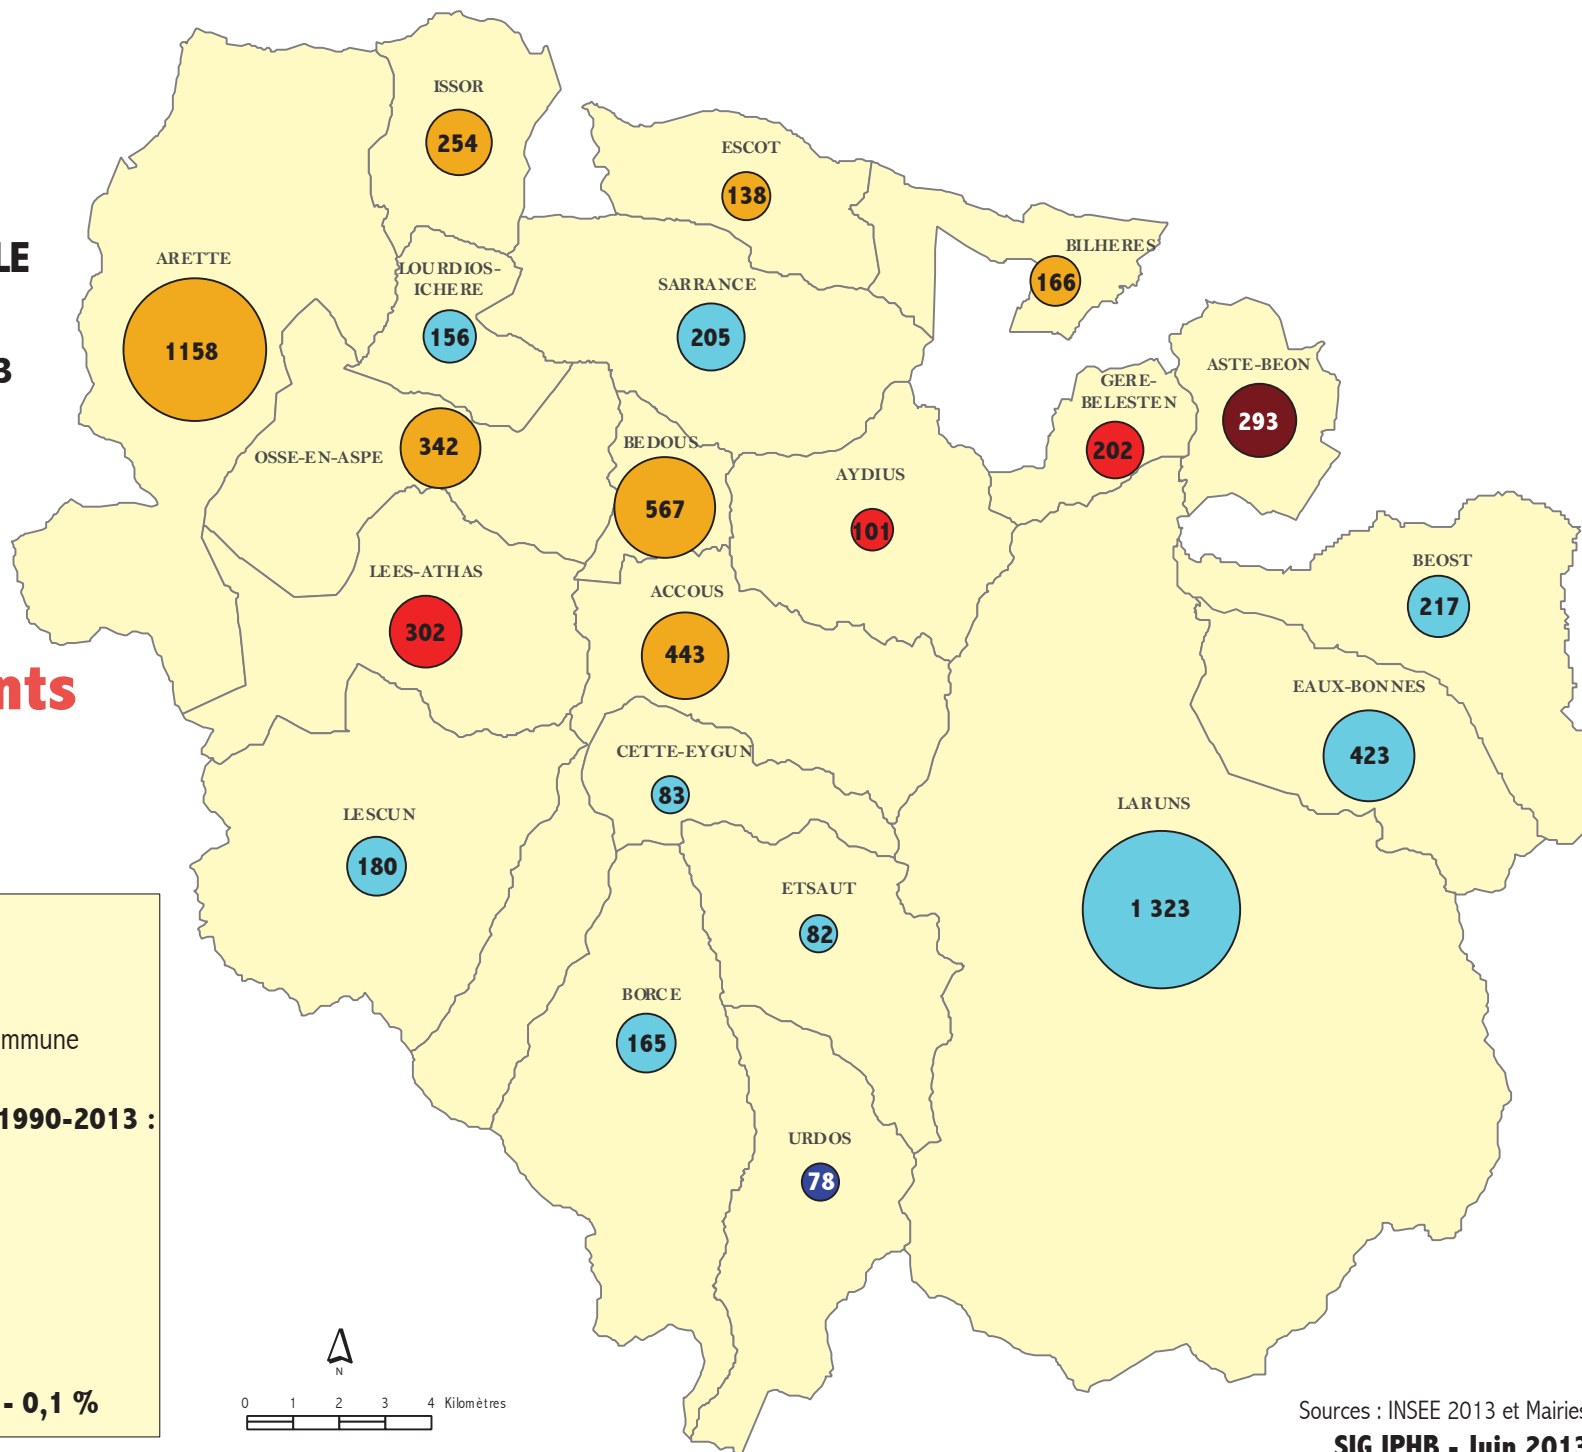 ISSOR
254
ESCOT
138
LE
ARETTE
1158
LOURDIOS-
ICHERE
156
SARRANCE
205
BILHERES
166
3
ASTE-BEON
293
GERE-
BELESTEN
202
OSSE-EN-ASPE
342
BEDOUS
567
AYDIUS
101
LEES-ATHAS
302
ACCOUS
443
BEOST
217
nts
EAUX-BONNES
423
CETTE-EYGUN
83
LESCUN
180
LARUNS
1 323
ETSAUT
82
BORCE
165
mmune
1990-2013 :
URDOS
78
- 0,1 %
N
0 1 2 3 4 Kilomètres
Sources : INSEE 2013 et Mairies
SIG IPHB - Juin 2013